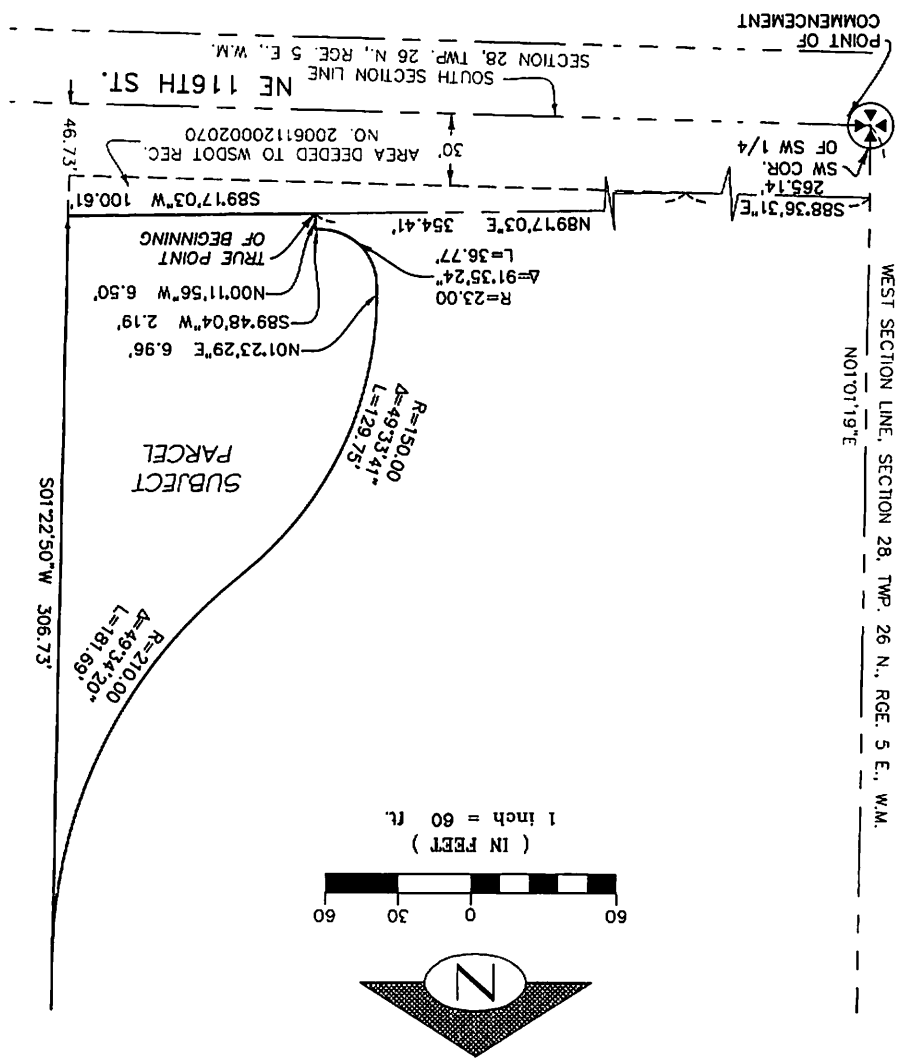 POINT OF
COMMENCEMENT
SECTION 28, TWP. 26 N., RGE. 5 E., W.M.
SOUTH SECTION LINE
NE 116TH ST.
46.73'
AREA DEEDED TO WSDOT REC.
NO. 20061120002070
30'
SW COR.
OF SW 1/4
S88°36'31"E
265.14'
N89°17'03"E 354.41'
S89°17'03"W 100.61'
TRUE POINT
OF BEGINNING
N00°11'56"W 6.50'
S89°48'04"W 2.19'
N01°23'29"E 6.96'
R=23.00
Δ=91°35'24"
L=36.77'
R=150.00
Δ=49°33'41"
L=129.75'
SUBJECT
PARCEL
R=210.00
Δ=49°34'20"
L=181.69'
S01°22'50"W 306.73'
WEST SECTION LINE, SECTION 28, TWP. 26 N., RGE. 5 E., W.M.
N01°01'19"E
60 0 30 60
( IN FEET )
1 inch = 60 ft.
N